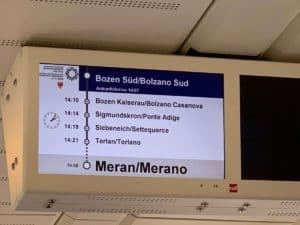 Bozen Süd/Bolzano Sud
14:10 Bozen Kaiserau/Bolzano Casanova
14:14 Sigmundskron/Ponte Adige
14:19 Siebeneich/Settequerce
14:21 Terlan/Terlano
Meran/Merano